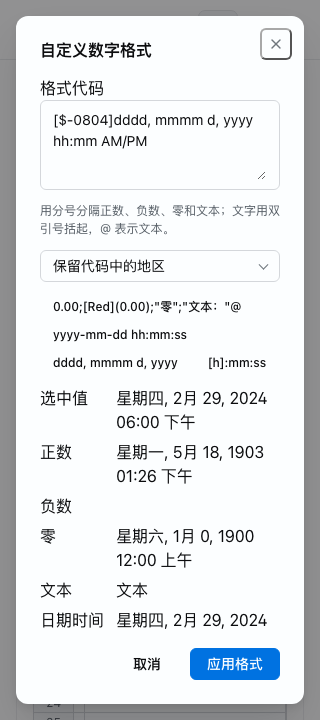 自定义数字格式
格式代码
[$-0804]dddd, mmmm d, yyyy
hh:mm AM/PM
用分号分隔正数、负数、零和文本；文字用双
引号括起，@ 表示文本。
保留代码中的地区
0.00;[Red](0.00);"零";"文本："@
yyyy-mm-dd hh:mm:ss
dddd, mmmm d, yyyy [h]:mm:ss
选中值 星期四, 2月 29, 2024
06:00 下午
正数 星期一, 5月 18, 1903
01:26 下午
负数
零 星期六, 1月 0, 1900
12:00 上午
文本 文本
日期时间 星期四, 2月 29, 2024
取消 应用格式